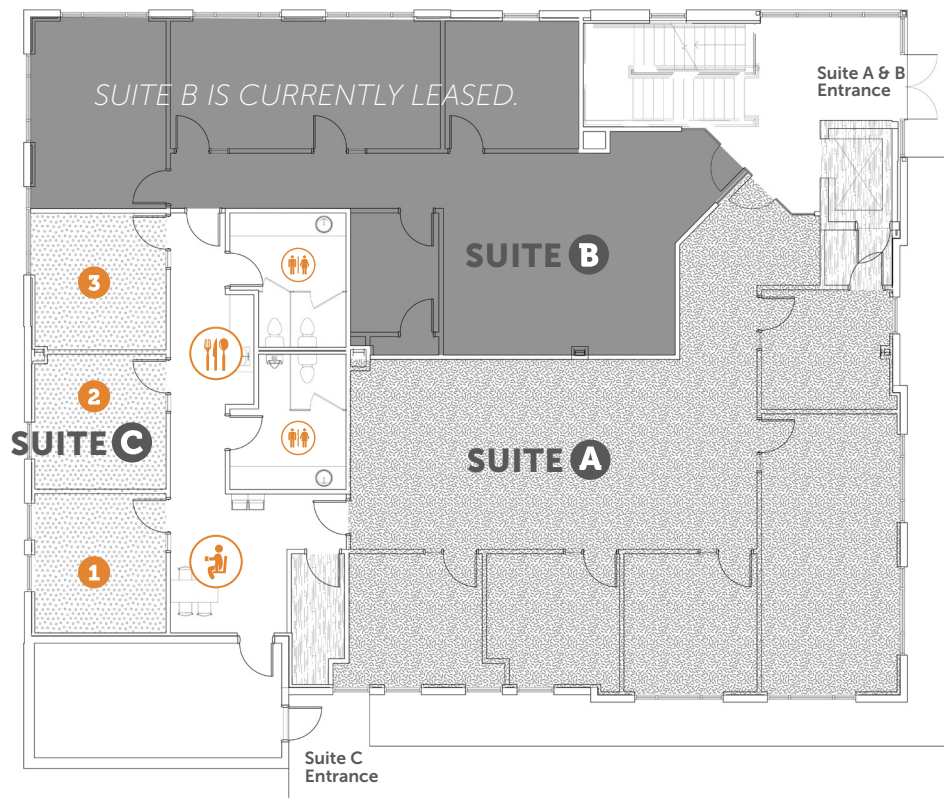 SUITE B IS CURRENTLY LEASED.
Suite A & B
Entrance
SUITE B
3
2
SUITE C
SUITE A
1
Suite C
Entrance